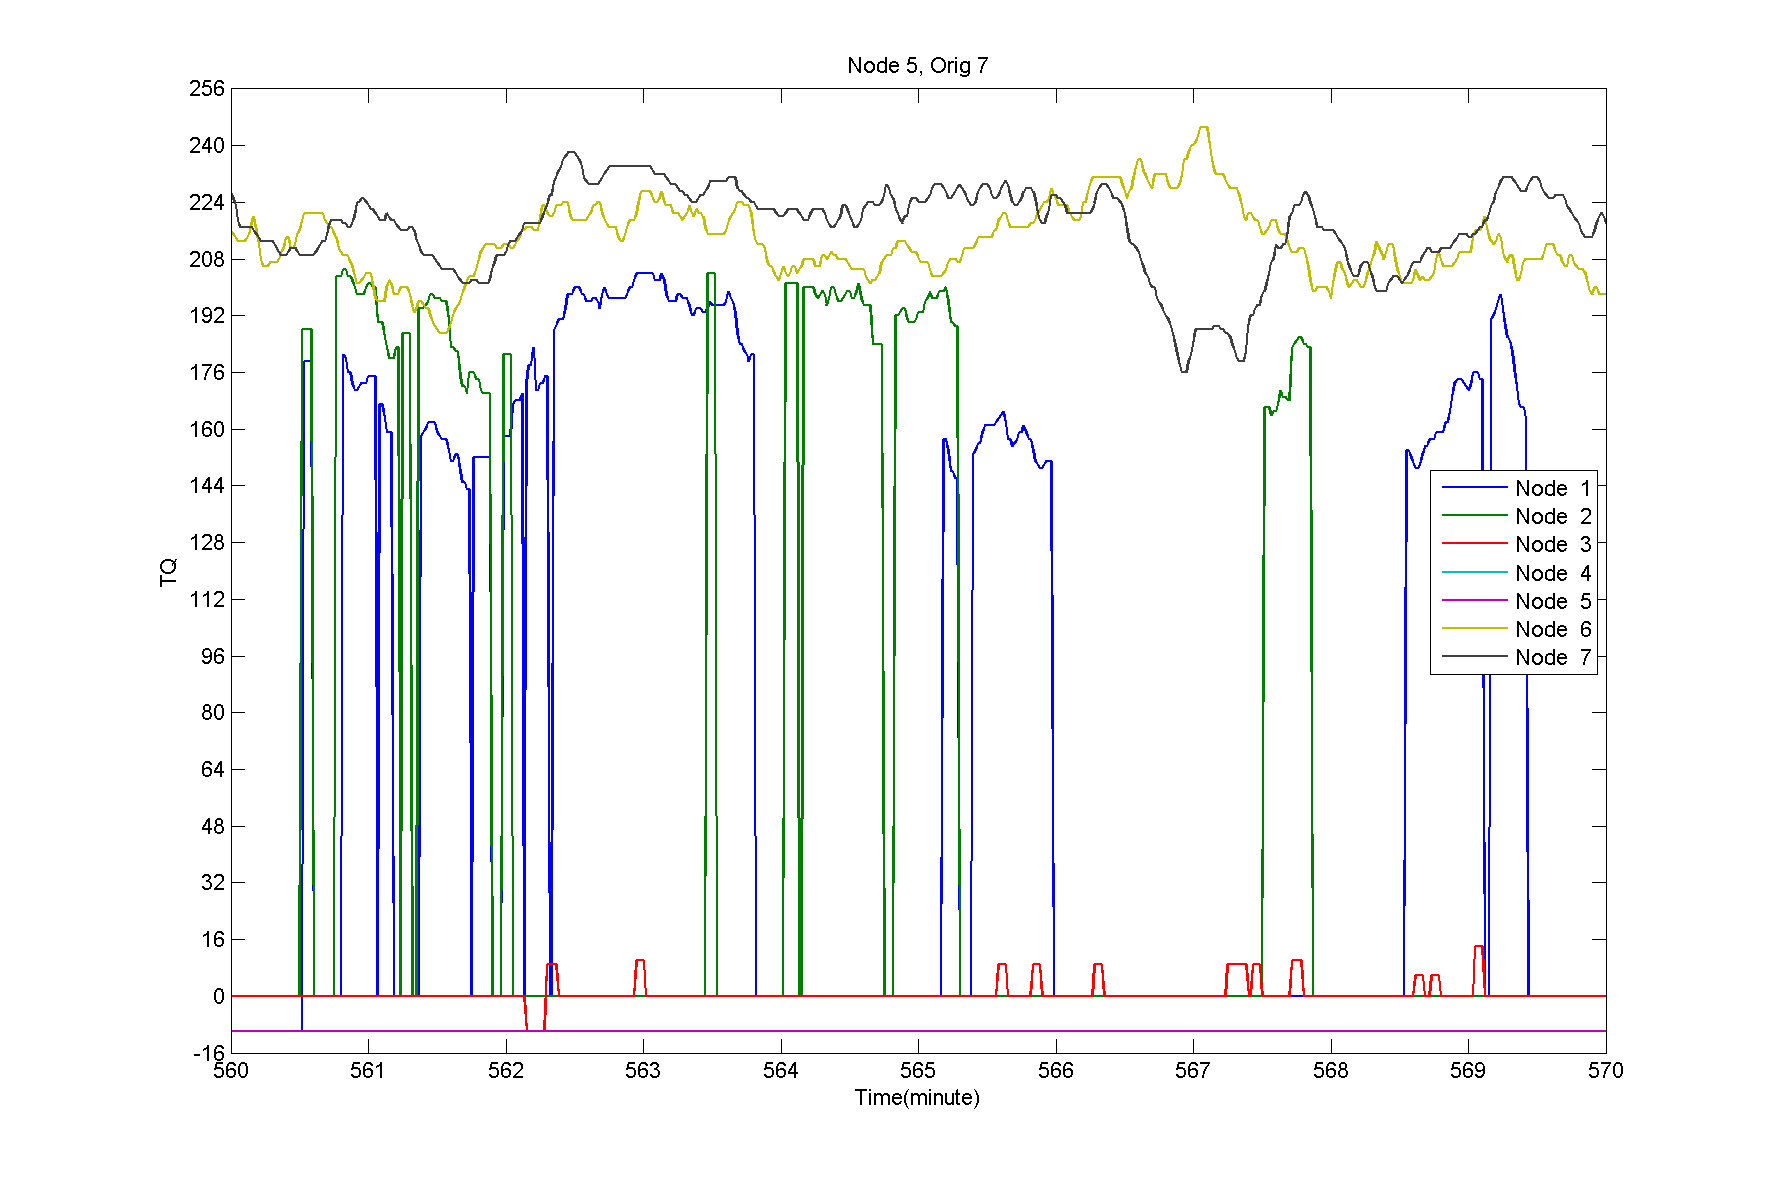 Node 5, Orig 7
256
240
224
208
192
176
160
144
128
112
96
80
64
48
32
16
0
-16
TQ
Node 1
Node 2
Node 3
Node 4
Node 5
Node 6
Node 7
560 561 562 563 564 565 566 567 568 569 570
Time(minute)